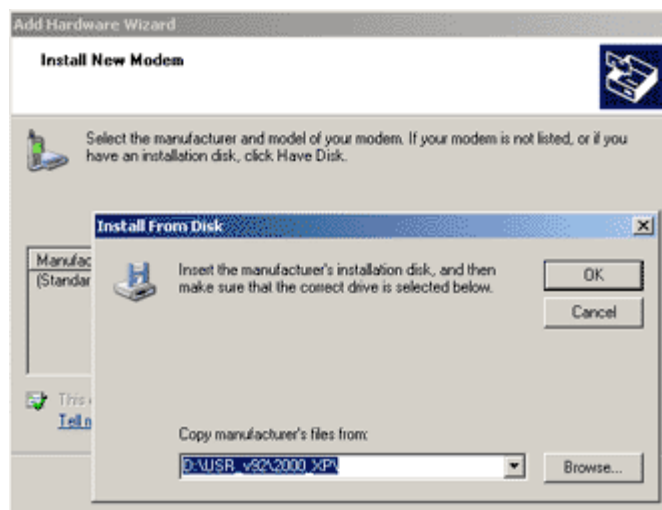 Add Hardware Wizard
Install New Modem
Select the manufacturer and model of your modem. If your modem is not listed, or if you
have an installation disk, click Have Disk.
Install From Disk
Manufac
(Standar
Insert the manufacturer's installation disk, and then
make sure that the correct drive is selected below.
OK
Cancel
This
Tell
Copy manufacturer's files from:
D:\USR_v92\2000_XP\
Browse...